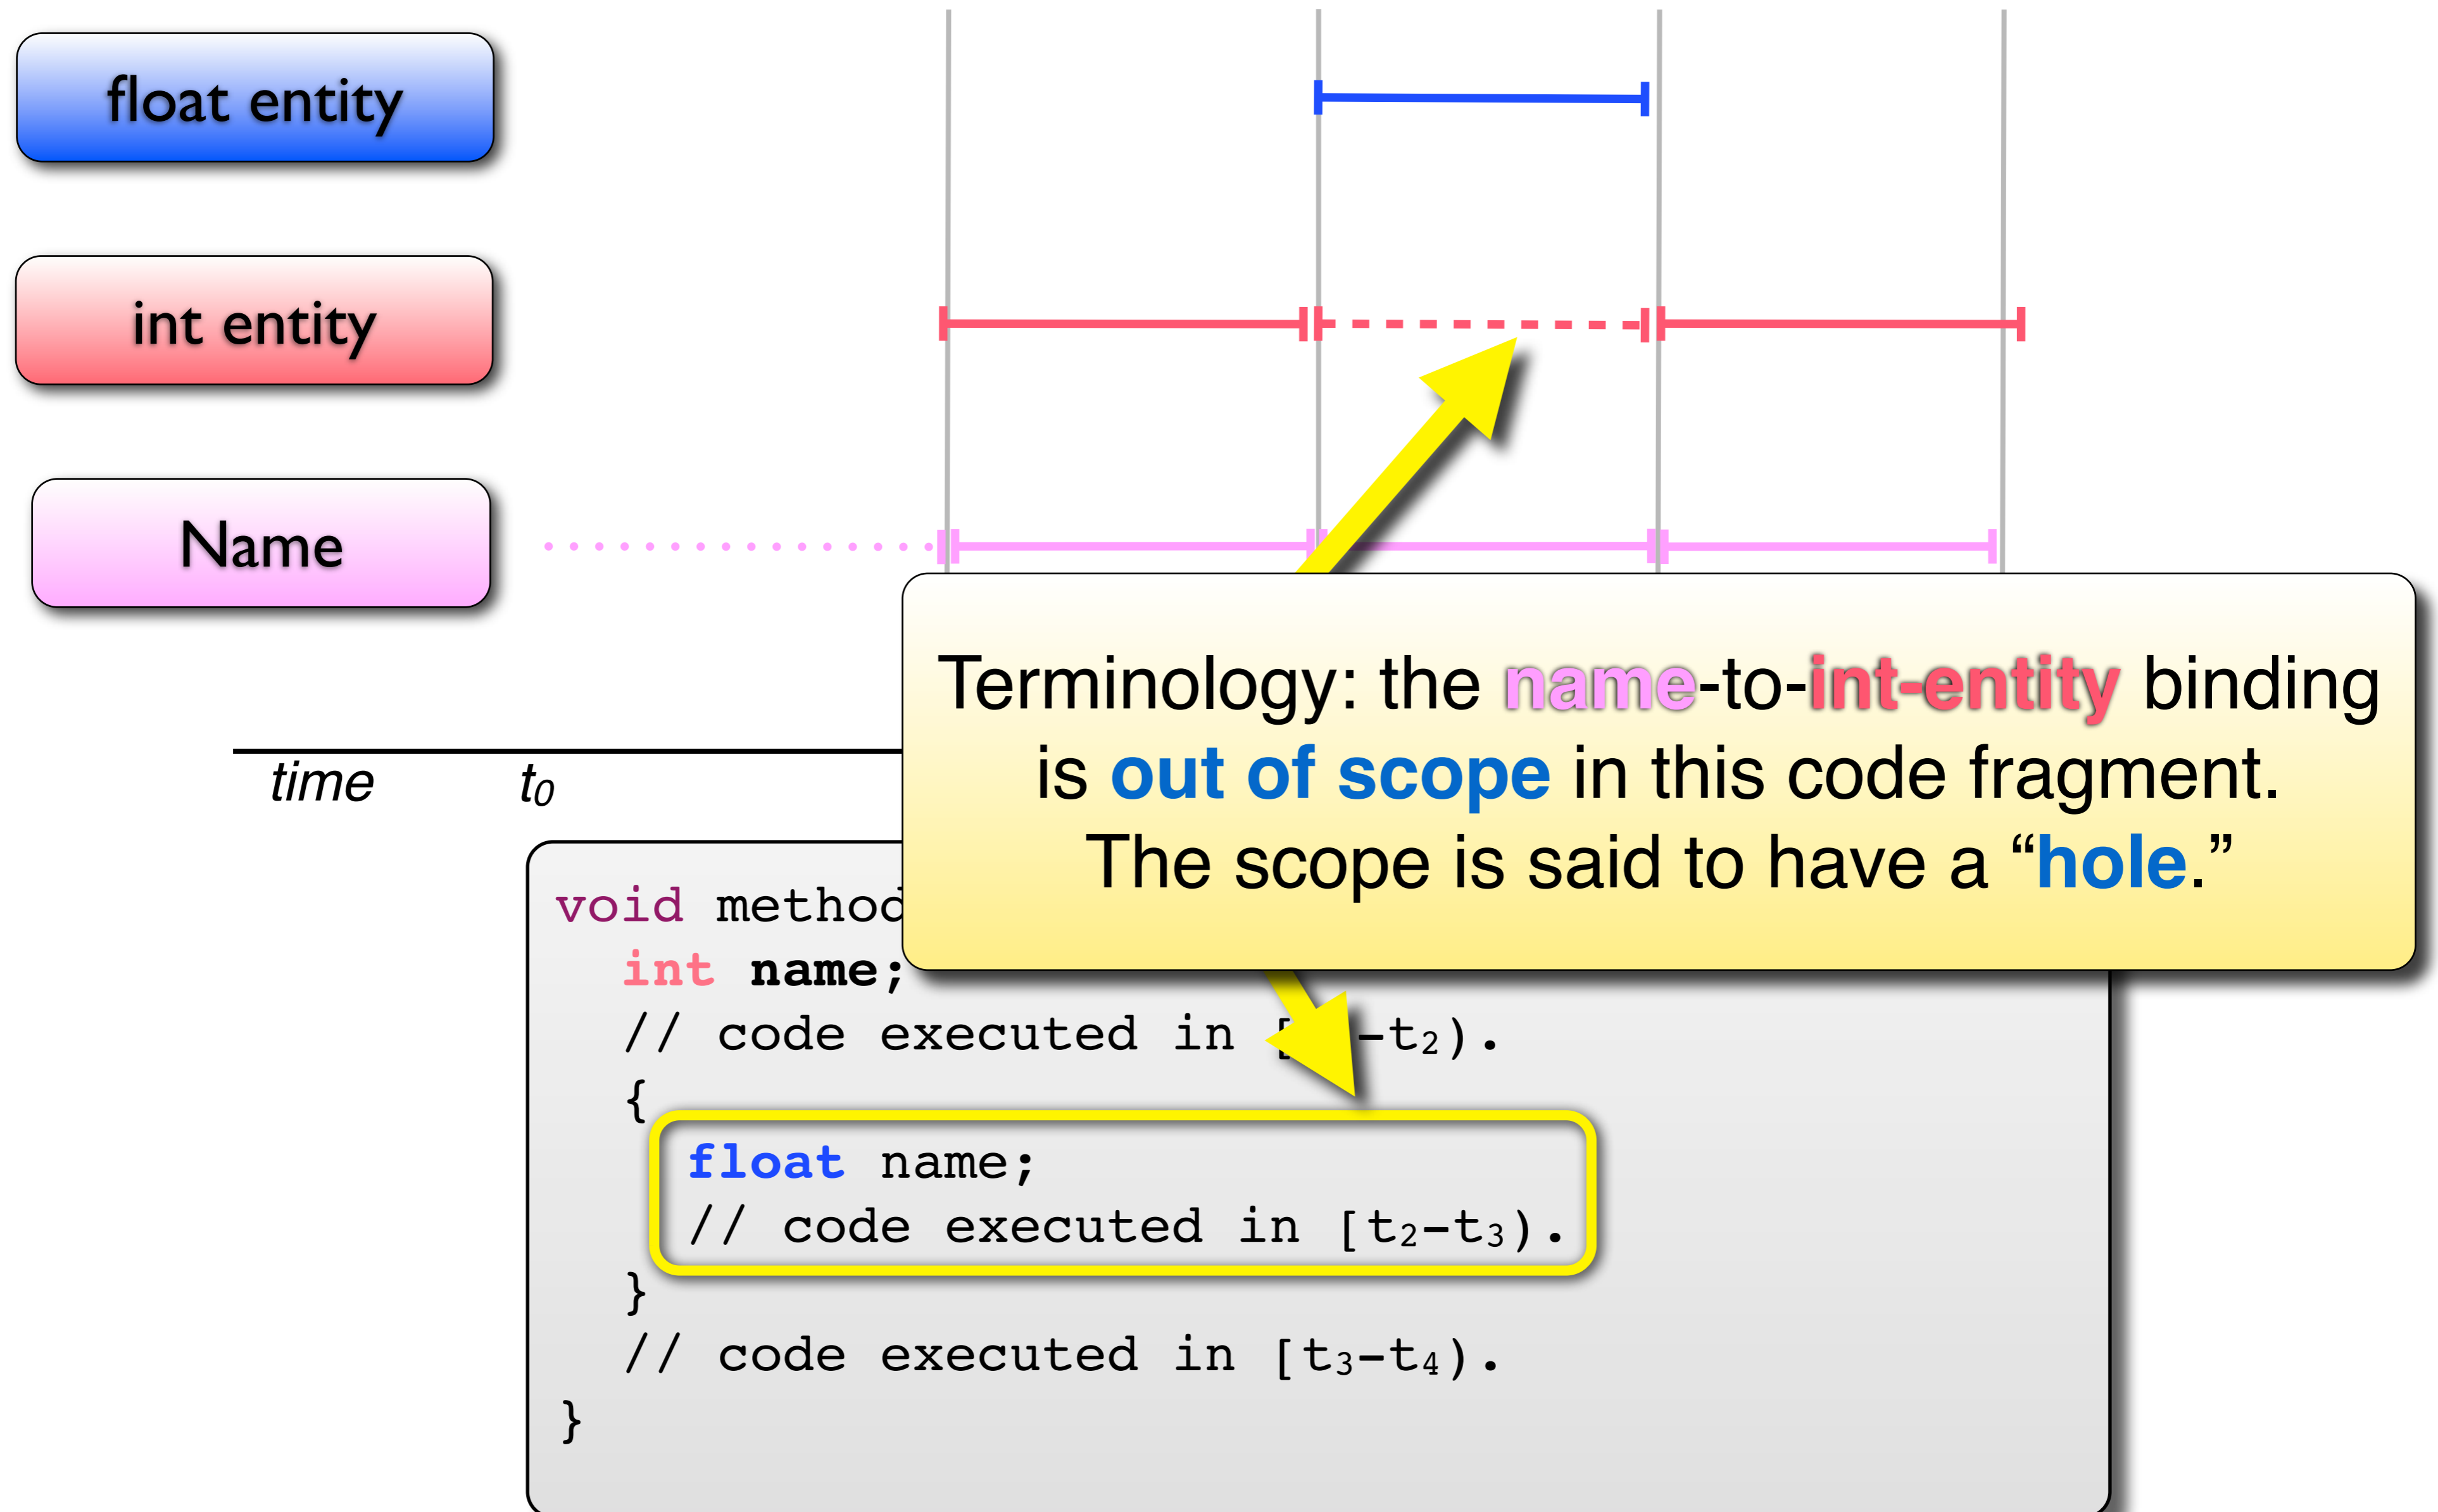 float entity
int entity
Name
Terminology: the name-to-int-entity binding
is out of scope in this code fragment.
The scope is said to have a “hole.”
time t₀
void method
int name;
// code executed in [ -t₂).
{
float name;
// code executed in [t₂-t₃).
}
// code executed in [t₃-t₄).
}